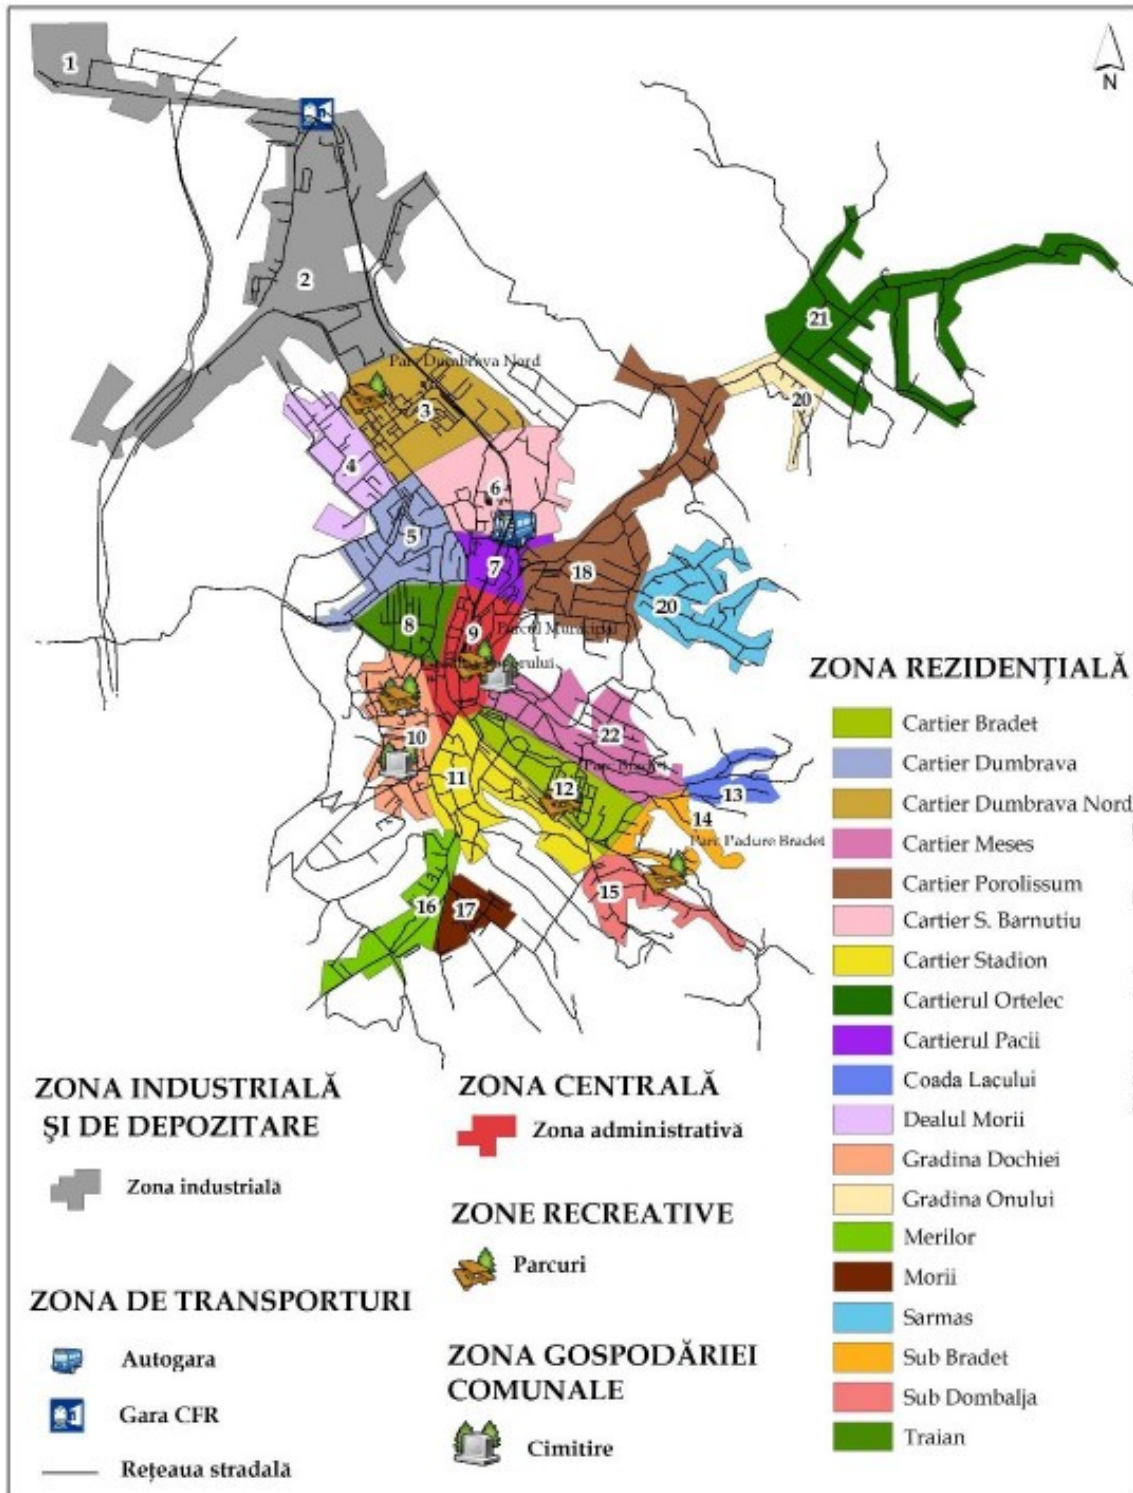 1
N
2
21
Parc Dumbrava Nord
20
3
4
6
5
7
18
20
8
9
Parcul Municipal
10
22
11
Parc Bradet
12
13
14
Parc Padure Bradet
15
16
17
ZONA REZIDENȚIALĂ
Cartier Bradet
Cartier Dumbrava
Cartier Dumbrava Nord
Cartier Meses
Cartier Porolissum
Cartier S. Barnutiu
Cartier Stadion
Cartierul Ortelec
Cartierul Pacii
Coada Lacului
Dealul Morii
Gradina Dochiei
Gradina Onului
Merilor
Morii
Sarmas
Sub Bradet
Sub Dombalja
Traian
ZONA INDUSTRIALĂ
ŞI DE DEPOZITARE
Zona industrială
ZONA DE TRANSPORTURI
Autogara
Gara CFR
Rețeaua stradală
ZONA CENTRALĂ
Zona administrativă
ZONE RECREATIVE
Parcuri
ZONA GOSPODĂRIEI
COMUNALE
Cimitire